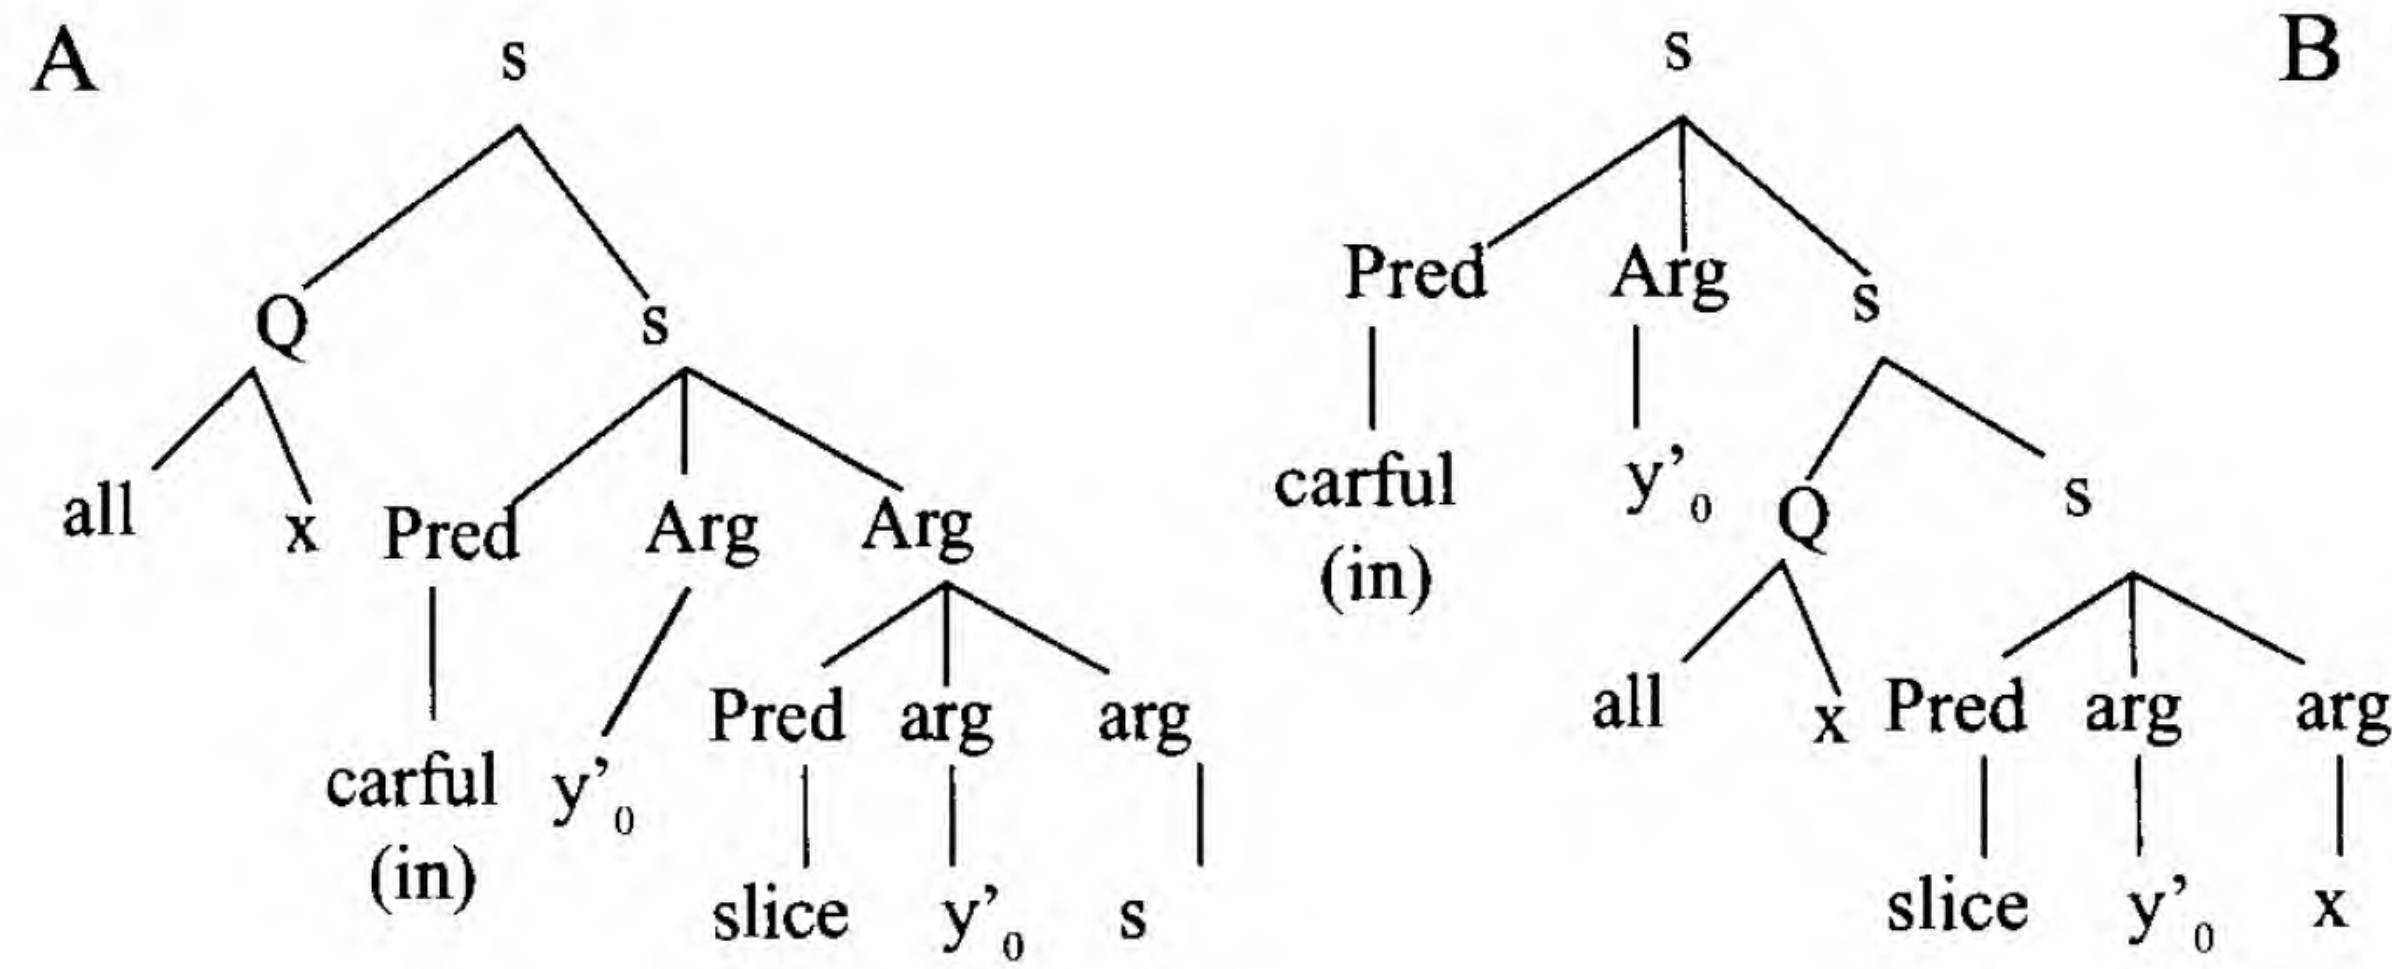 A s s B
Pred Arg s
Q s
all x Pred Arg Arg
carful y’₀ Q s
(in)
Pred arg arg
all x Pred arg arg
carful y’₀
(in)
slice y’₀ s
slice y’₀ x